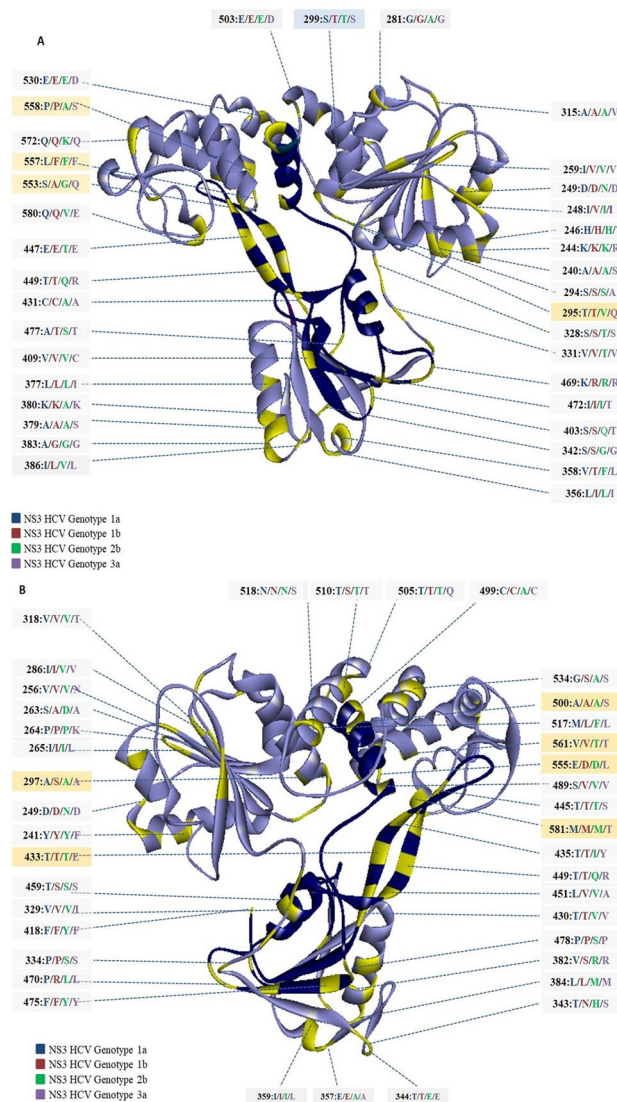 503:E/E/E/D
299:S/T/T/S
281:G/G/A/G
A
530:E/E/E/D
558:P/P/A/S
572:Q/Q/K/Q
557:L/F/F/F
553:S/A/G/Q
580:Q/Q/V/E
447:E/E/T/E
449:T/T/Q/R
431:C/C/A/A
477:A/T/S/T
409:V/V/V/C
377:L/L/L/I
380:K/K/A/K
379:A/A/A/S
383:A/G/G/G
386:I/L/V/L
315:A/A/A/V
259:I/V/V/V
249:D/D/N/D
248:I/V/I/I
246:H/H/H/
244:K/K/K/R
240:A/A/A/S
294:S/S/S/A
295:T/T/V/Q
328:S/S/T/S
331:V/V/T/V
469:K/R/R/R
472:I/I/I/T
403:S/S/Q/T
342:S/S/G/G
358:V/T/F/L
356:L/I/L/I
NS3 HCV Genotype 1a
NS3 HCV Genotype 1b
NS3 HCV Genotype 2b
NS3 HCV Genotype 3a
B
518:N/N/N/S
510:T/S/T/T
505:T/T/T/Q
499:C/C/A/C
318:V/V/V/T
286:I/I/V/V
256:V/V/V/
263:S/A/D/A
264:P/P/P/K
265:I/I/I/L
297:A/S/A/A
249:D/D/N/D
241:Y/Y/Y/F
433:T/T/T/E
459:T/S/S/S
329:V/V/V/I
418:F/F/Y/F
334:P/P/S/S
470:P/R/L/L
475:F/F/Y/Y
534:G/S/A/S
500:A/A/A/S
517:M/L/F/L
561:V/V/T/T
555:E/D/D/L
489:S/V/V/V
445:T/T/T/S
581:M/M/M/T
435:T/T/I/Y
449:T/T/Q/R
451:L/V/V/A
430:T/T/V/V
478:P/P/S/P
382:V/S/R/R
384:L/L/M/M
343:T/N/H/S
NS3 HCV Genotype 1a
NS3 HCV Genotype 1b
NS3 HCV Genotype 2b
NS3 HCV Genotype 3a
359:I/I/I/L
357:E/E/A/A
344:T/T/E/E